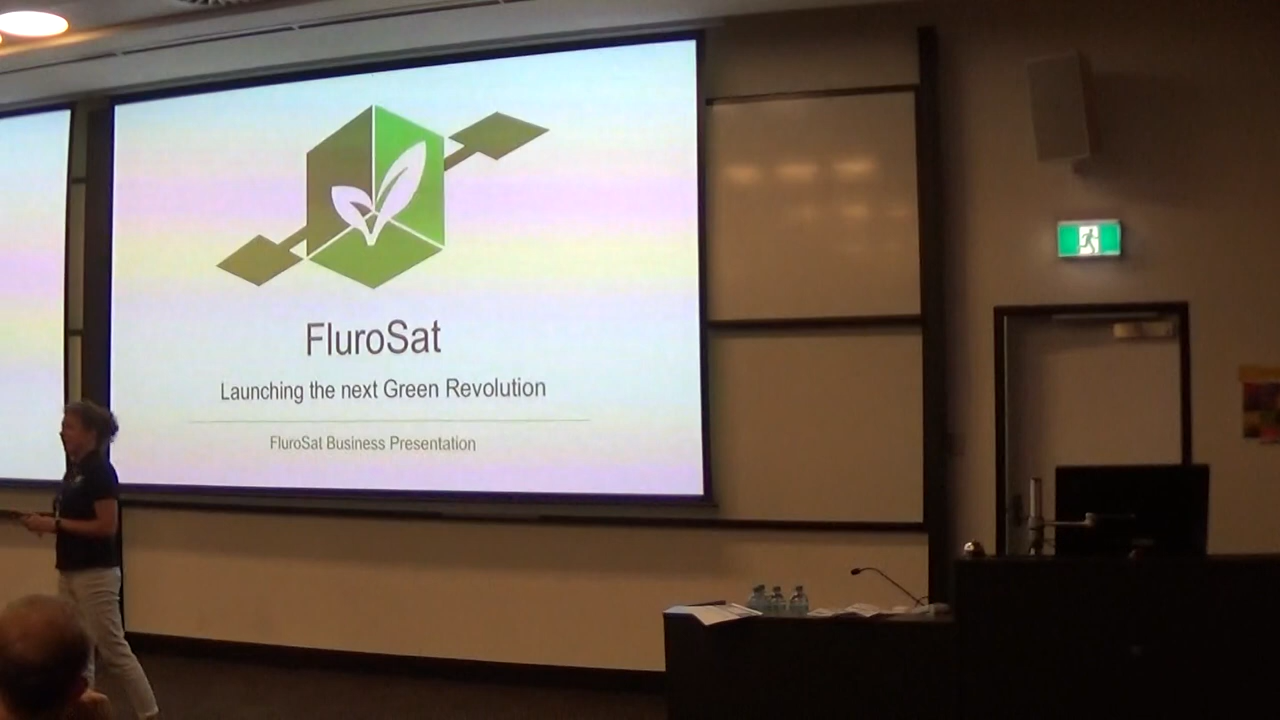 FluroSat
Launching the next Green Revolution
FluroSat Business Presentation